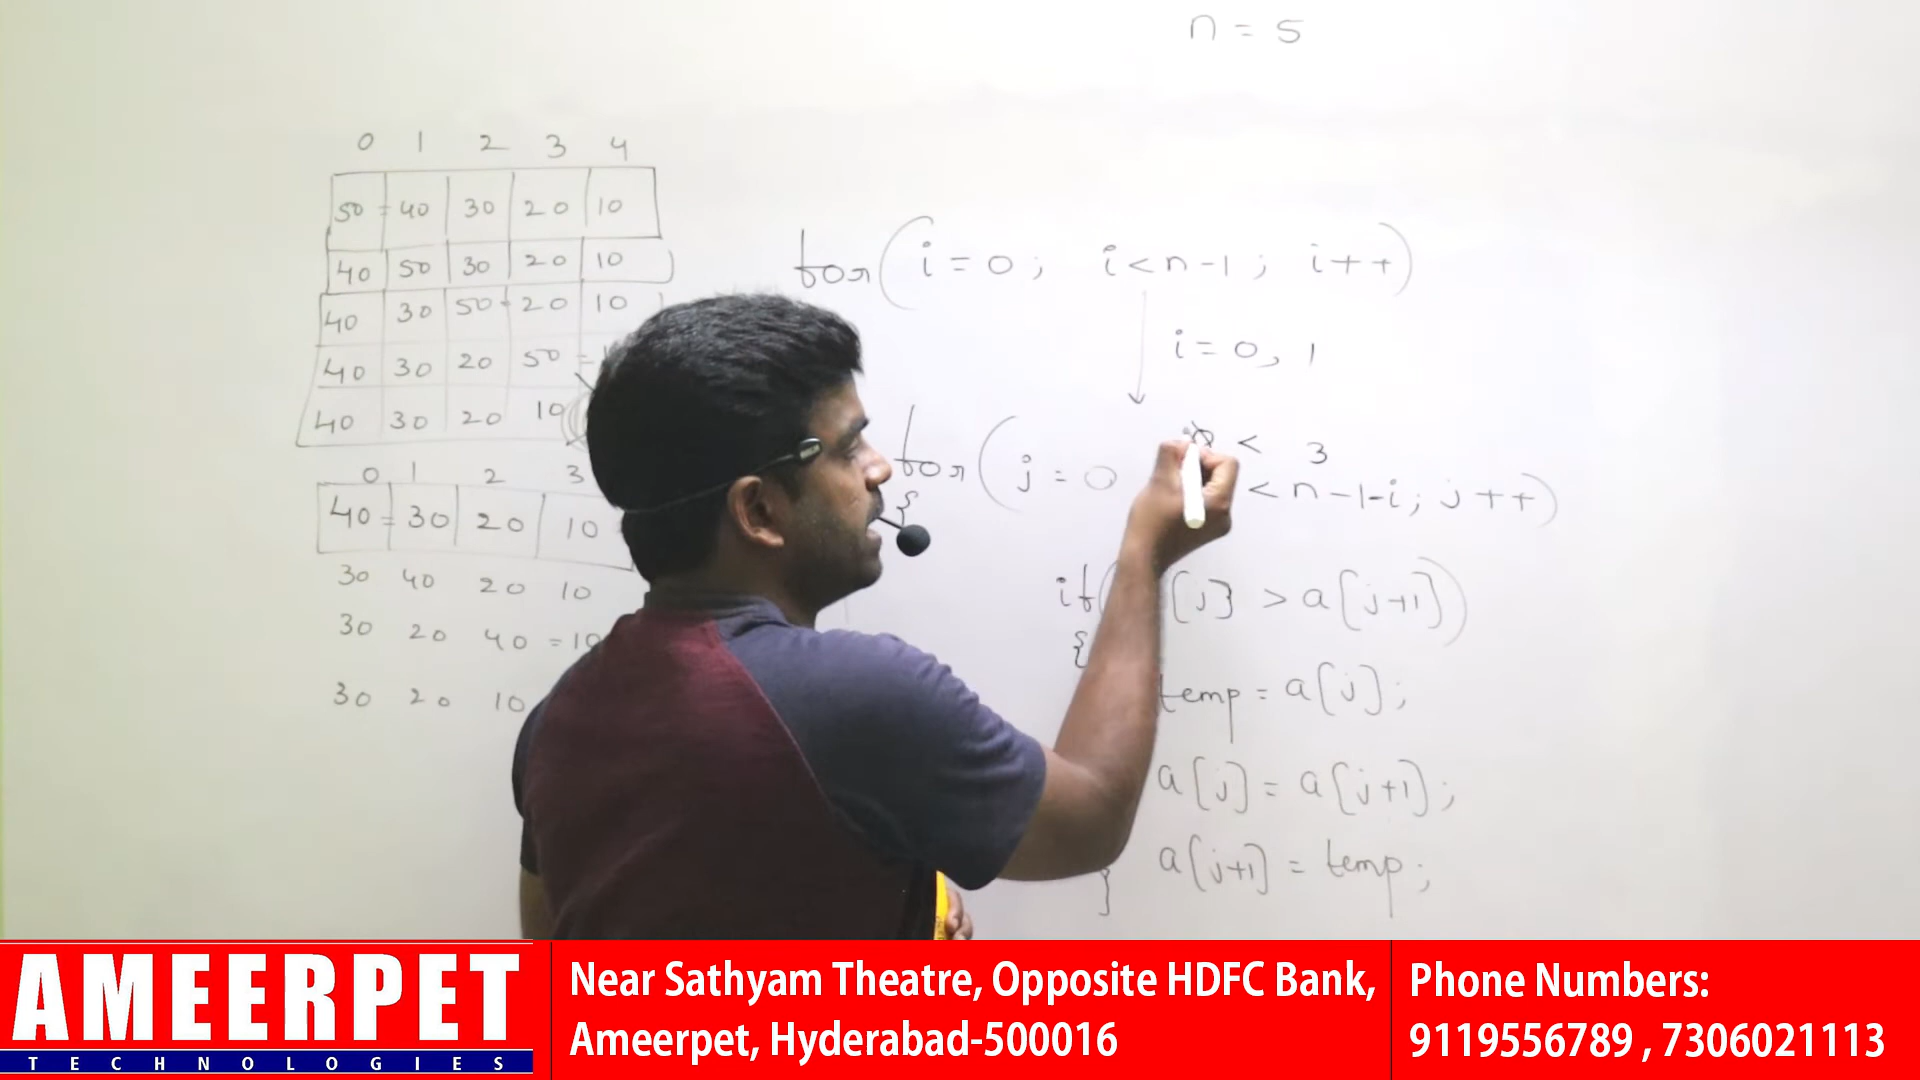 n = 5
0 1 2 3 4
50 = 40 30 20 10
40 50 30 20 10
40 30 50 = 20 10
40 30 20 50 =
40 30 20 10
0 1 2 3
40 = 30 20 10
30 40 20 10
30 20 40 = 10
30 20 10
for(i=0; i<n-1; i++)
i = 0, 1
< 3
for(j = 0 < n-1-i; j++)
{
if( [j] > a[j+1])
{
temp = a[j];
a[j] = a[j+1];
a[j+1] = temp;
}
AMEERPET
TECHNOLOGIES
Near Sathyam Theatre, Opposite HDFC Bank,
Ameerpet, Hyderabad-500016
Phone Numbers:
9119556789 , 7306021113